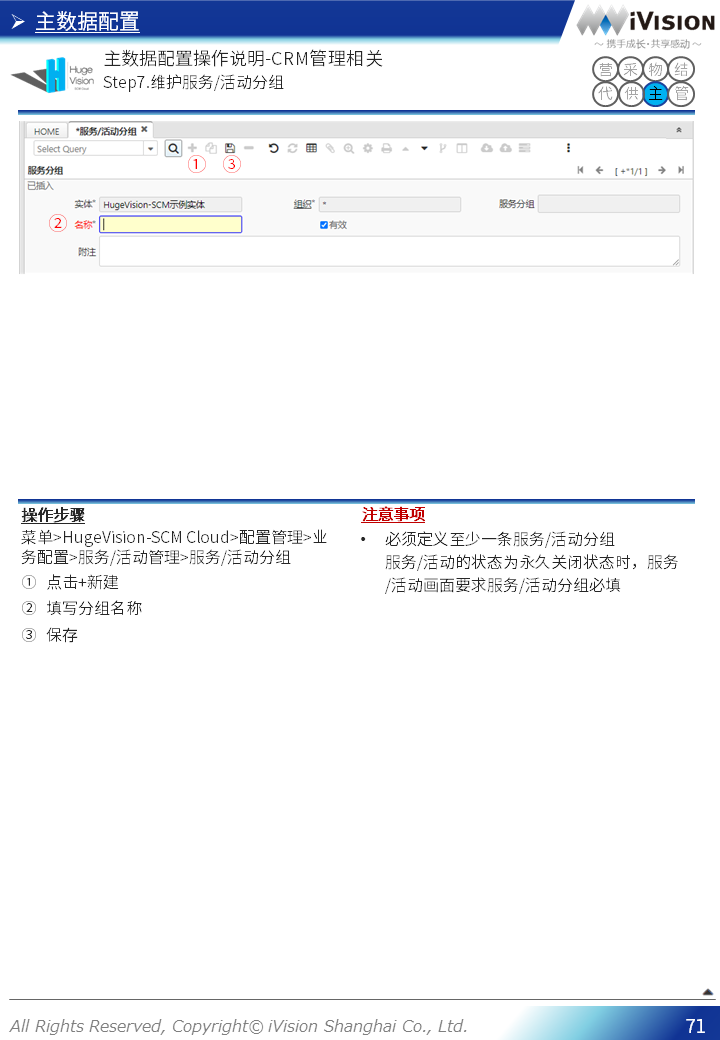 ➢ 主数据配置
iVision
～ 携手成长·共享感动 ～
Huge
Vision
主数据配置操作说明-CRM管理相关
Step7.维护服务/活动分组
营 采 物 结
代 供 主 管
HOME *服务/活动分组
Select Query
① ③
服务分组 [ +*1/1 ]
已插入
实体* HugeVision-SCM示例实体 组织* * 服务分组
② 名称* 有效
附注
操作步骤
菜单>HugeVision-SCM Cloud>配置管理>业
务配置>服务/活动管理>服务/活动分组
① 点击+新建
② 填写分组名称
③ 保存
注意事项
• 必须定义至少一条服务/活动分组
服务/活动的状态为永久关闭状态时，服务
/活动画面要求服务/活动分组必填
All Rights Reserved, Copyright© iVision Shanghai Co., Ltd.
71